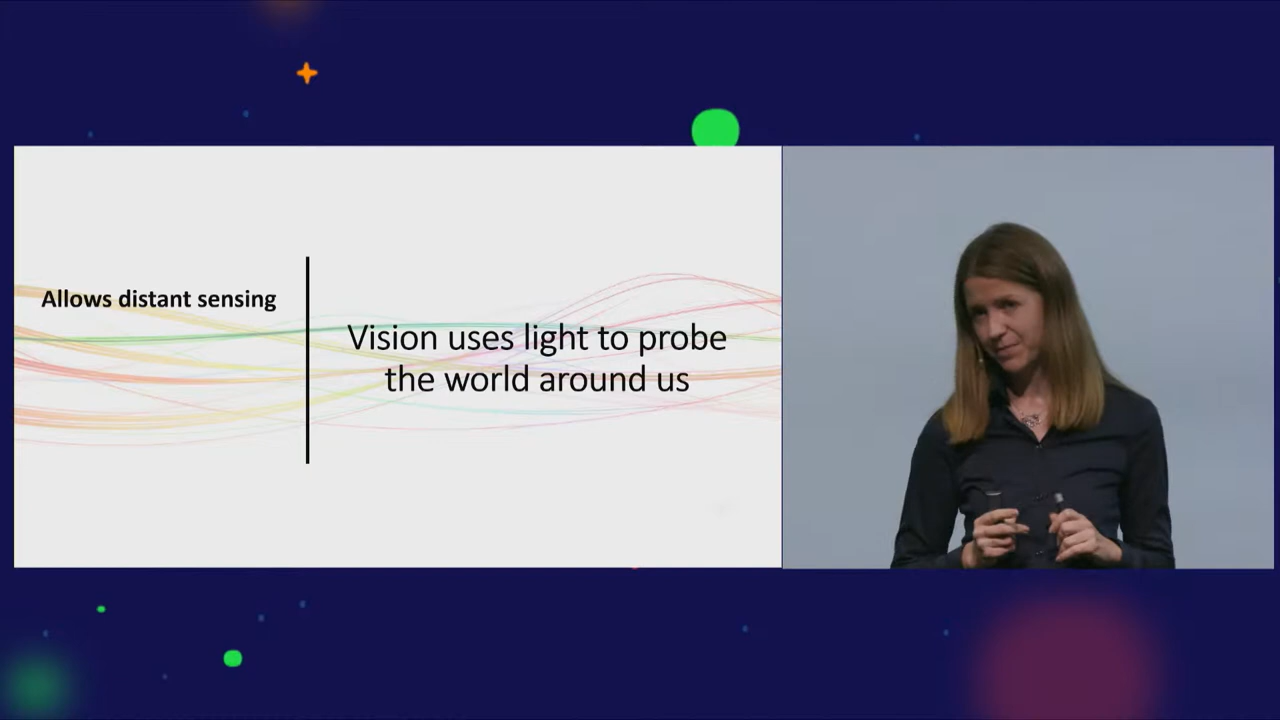 Allows distant sensing
Vision uses light to probe
the world around us